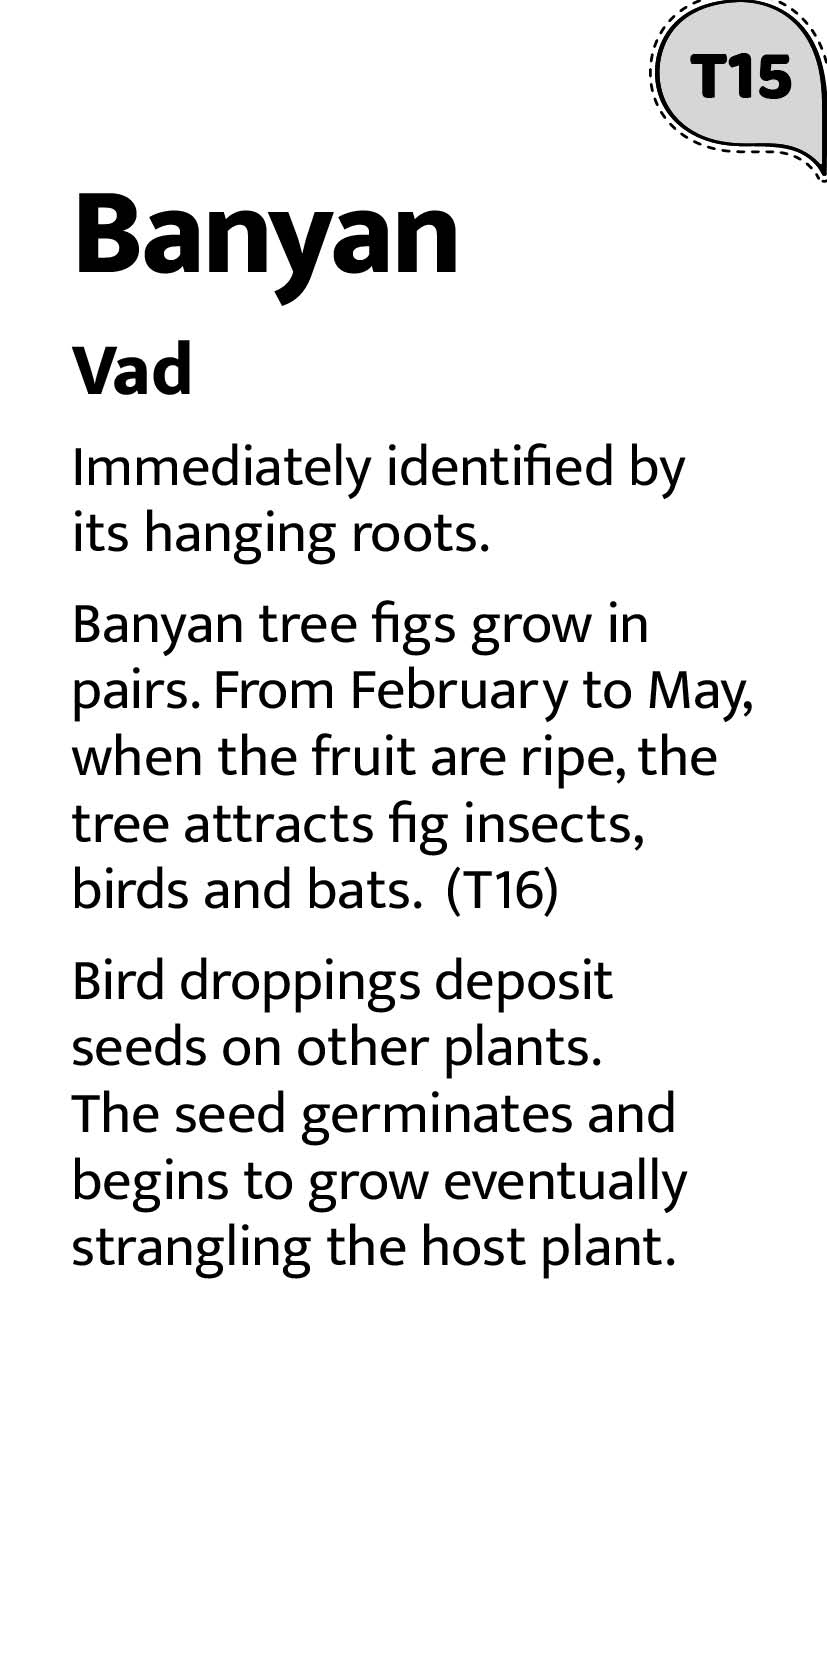 T15
Banyan
Vad
Immediately identified by
its hanging roots.
Banyan tree figs grow in
pairs. From February to May,
when the fruit are ripe, the
tree attracts fig insects,
birds and bats. (T16)
Bird droppings deposit
seeds on other plants.
The seed germinates and
begins to grow eventually
strangling the host plant.